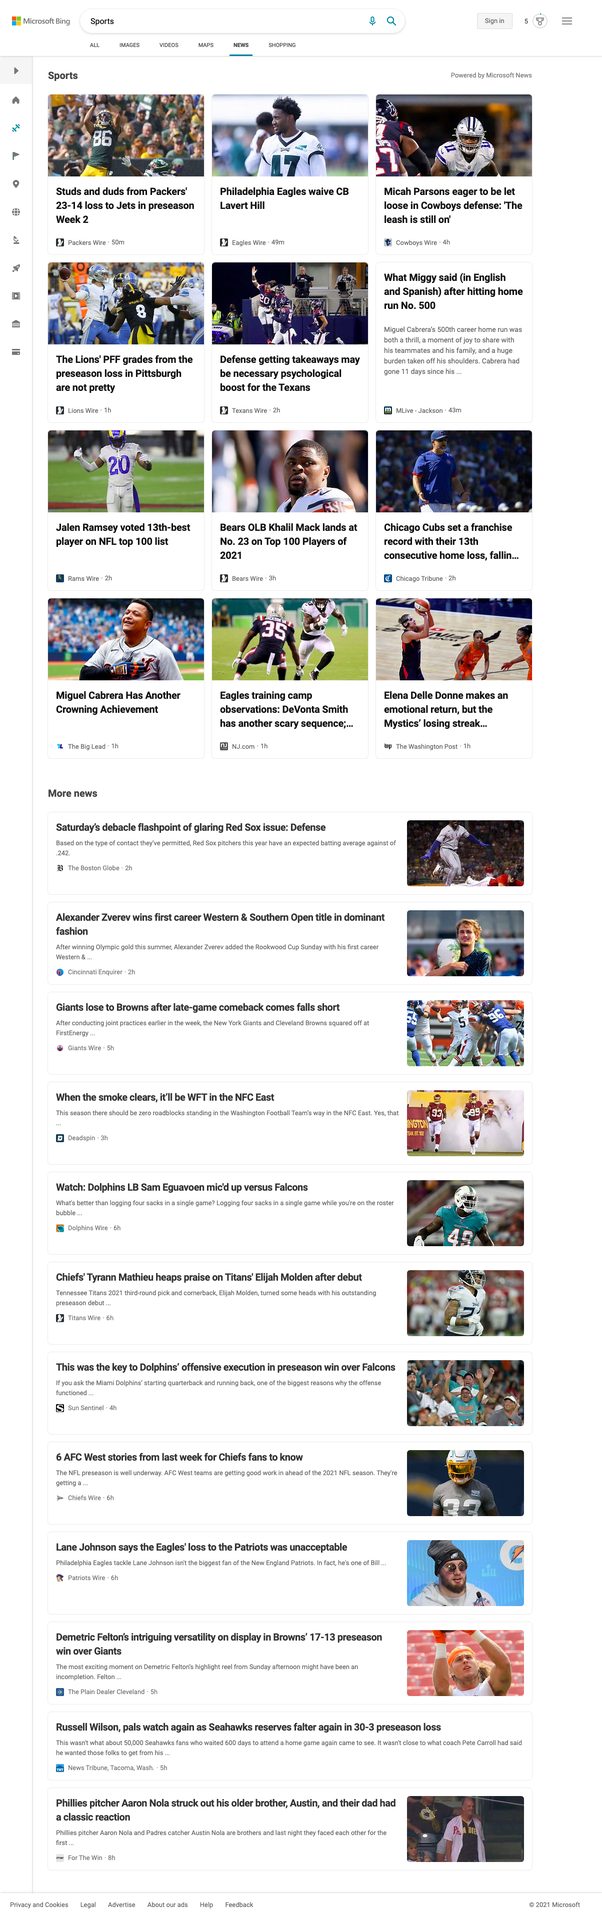 Microsoft Bing
Sports
Sign in
5
ALL IMAGES VIDEOS MAPS NEWS SHOPPING
Sports
Powered by Microsoft News
Studs and duds from Packers'
23-14 loss to Jets in preseason
Week 2
Packers Wire · 50m
Philadelphia Eagles waive CB
Lavert Hill
Eagles Wire · 49m
Micah Parsons eager to be let
loose in Cowboys defense: 'The
leash is still on'
Cowboys Wire · 4h
The Lions' PFF grades from the
preseason loss in Pittsburgh
are not pretty
Lions Wire · 1h
Defense getting takeaways may
be necessary psychological
boost for the Texans
Texans Wire · 2h
What Miggy said (in English
and Spanish) after hitting home
run No. 500
Miguel Cabrera's 500th career home run was
both a thrill, a moment of joy to share with
his teammates and his family, and a huge
burden taken off his shoulders. Cabrera had
gone 11 days since his ...
MLive - Jackson · 43m
Jalen Ramsey voted 13th-best
player on NFL top 100 list
Rams Wire · 2h
Bears OLB Khalil Mack lands at
No. 23 on Top 100 Players of
2021
Bears Wire · 3h
Chicago Cubs set a franchise
record with their 13th
consecutive home loss, fallin...
Chicago Tribune · 2h
Miguel Cabrera Has Another
Crowning Achievement
The Big Lead · 1h
Eagles training camp
observations: DeVonta Smith
has another scary sequence;...
NJ.com · 1h
Elena Delle Donne makes an
emotional return, but the
Mystics' losing streak...
The Washington Post · 1h
More news
Saturday's debacle flashpoint of glaring Red Sox issue: Defense
Based on the type of contact they've permitted, Red Sox pitchers this year have an expected batting average against of
.242.
The Boston Globe · 2h
Alexander Zverev wins first career Western & Southern Open title in dominant
fashion
After winning Olympic gold this summer, Alexander Zverev added the Rookwood Cup Sunday with his first career
Western & ...
Cincinnati Enquirer · 2h
Giants lose to Browns after late-game comeback comes falls short
After conducting joint practices earlier in the week, the New York Giants and Cleveland Browns squared off at
FirstEnergy ...
Giants Wire · 5h
When the smoke clears, it'll be WFT in the NFC East
This season there should be zero roadblocks standing in the Washington Football Team's way in the NFC East. Yes, that
...
Deadspin · 3h
Watch: Dolphins LB Sam Eguavoen mic'd up versus Falcons
What's better than logging four sacks in a single game? Logging four sacks in a single game while you're on the roster
bubble ...
Dolphins Wire · 6h
Chiefs' Tyrann Mathieu heaps praise on Titans' Elijah Molden after debut
Tennessee Titans 2021 third-round pick and cornerback, Elijah Molden, turned some heads with his outstanding
preseason debut ...
Titans Wire · 6h
This was the key to Dolphins' offensive execution in preseason win over Falcons
If you ask the Miami Dolphins' starting quarterback and running back, one of the biggest reasons why the offense
functioned ...
Sun Sentinel · 4h
6 AFC West stories from last week for Chiefs fans to know
The NFL preseason is well underway. AFC West teams are getting good work in ahead of the 2021 NFL season. They're
getting a ...
Chiefs Wire · 6h
Lane Johnson says the Eagles' loss to the Patriots was unacceptable
Philadelphia Eagles tackle Lane Johnson isn't the biggest fan of the New England Patriots. In fact, he's one of Bill ...
Patriots Wire · 6h
Demetric Felton's intriguing versatility on display in Browns' 17-13 preseason
win over Giants
The most exciting moment on Demetric Felton's highlight reel from Sunday afternoon might have been an
incompletion. Felton ...
The Plain Dealer Cleveland · 5h
Russell Wilson, pals watch again as Seahawks reserves falter again in 30-3 preseason loss
This wasn't what about 50,000 Seahawks fans who waited 600 days to attend a home game again came to see. It wasn't close to what coach Pete Carroll had said
he wanted those folks to get from his ...
News Tribune, Tacoma, Wash. · 5h
Phillies pitcher Aaron Nola struck out his older brother, Austin, and their dad had
a classic reaction
Phillies pitcher Aaron Nola and Padres catcher Austin Nola are brothers and last night they faced each other for the
first ...
For The Win · 8h
Privacy and Cookies Legal Advertise About our ads Help Feedback
© 2021 Microsoft